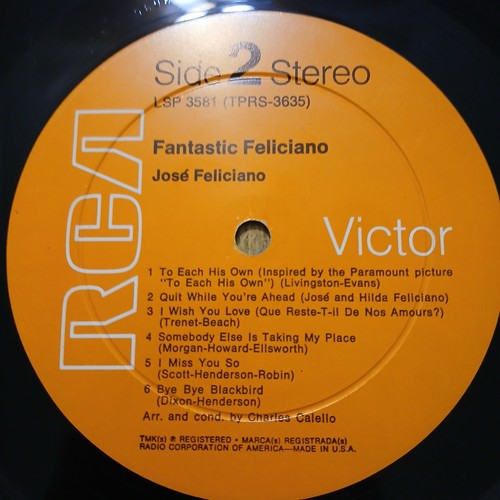 Side 2 Stereo
LSP 3581 (TPRS-3635)
Fantastic Feliciano
José Feliciano
RCA
Victor
1 To Each His Own (Inspired by the Paramount picture
"To Each His Own") (Livingston-Evans)
2 Quit While You're Ahead (José and Hilda Feliciano)
3 I Wish You Love (Que Reste-T-il De Nos Amours?)
(Trenet-Beach)
4 Somebody Else Is Taking My Place
(Morgan-Howard-Ellsworth)
5 I Miss You So
(Scott-Henderson-Robin)
6 Bye Bye Blackbird
(Dixon-Henderson)
Arr. and cond. by Charles Calello
TMK(s) ® REGISTERED • MARCA(s) REGISTRADA(s)
RADIO CORPORATION OF AMERICA—MADE IN U.S.A.